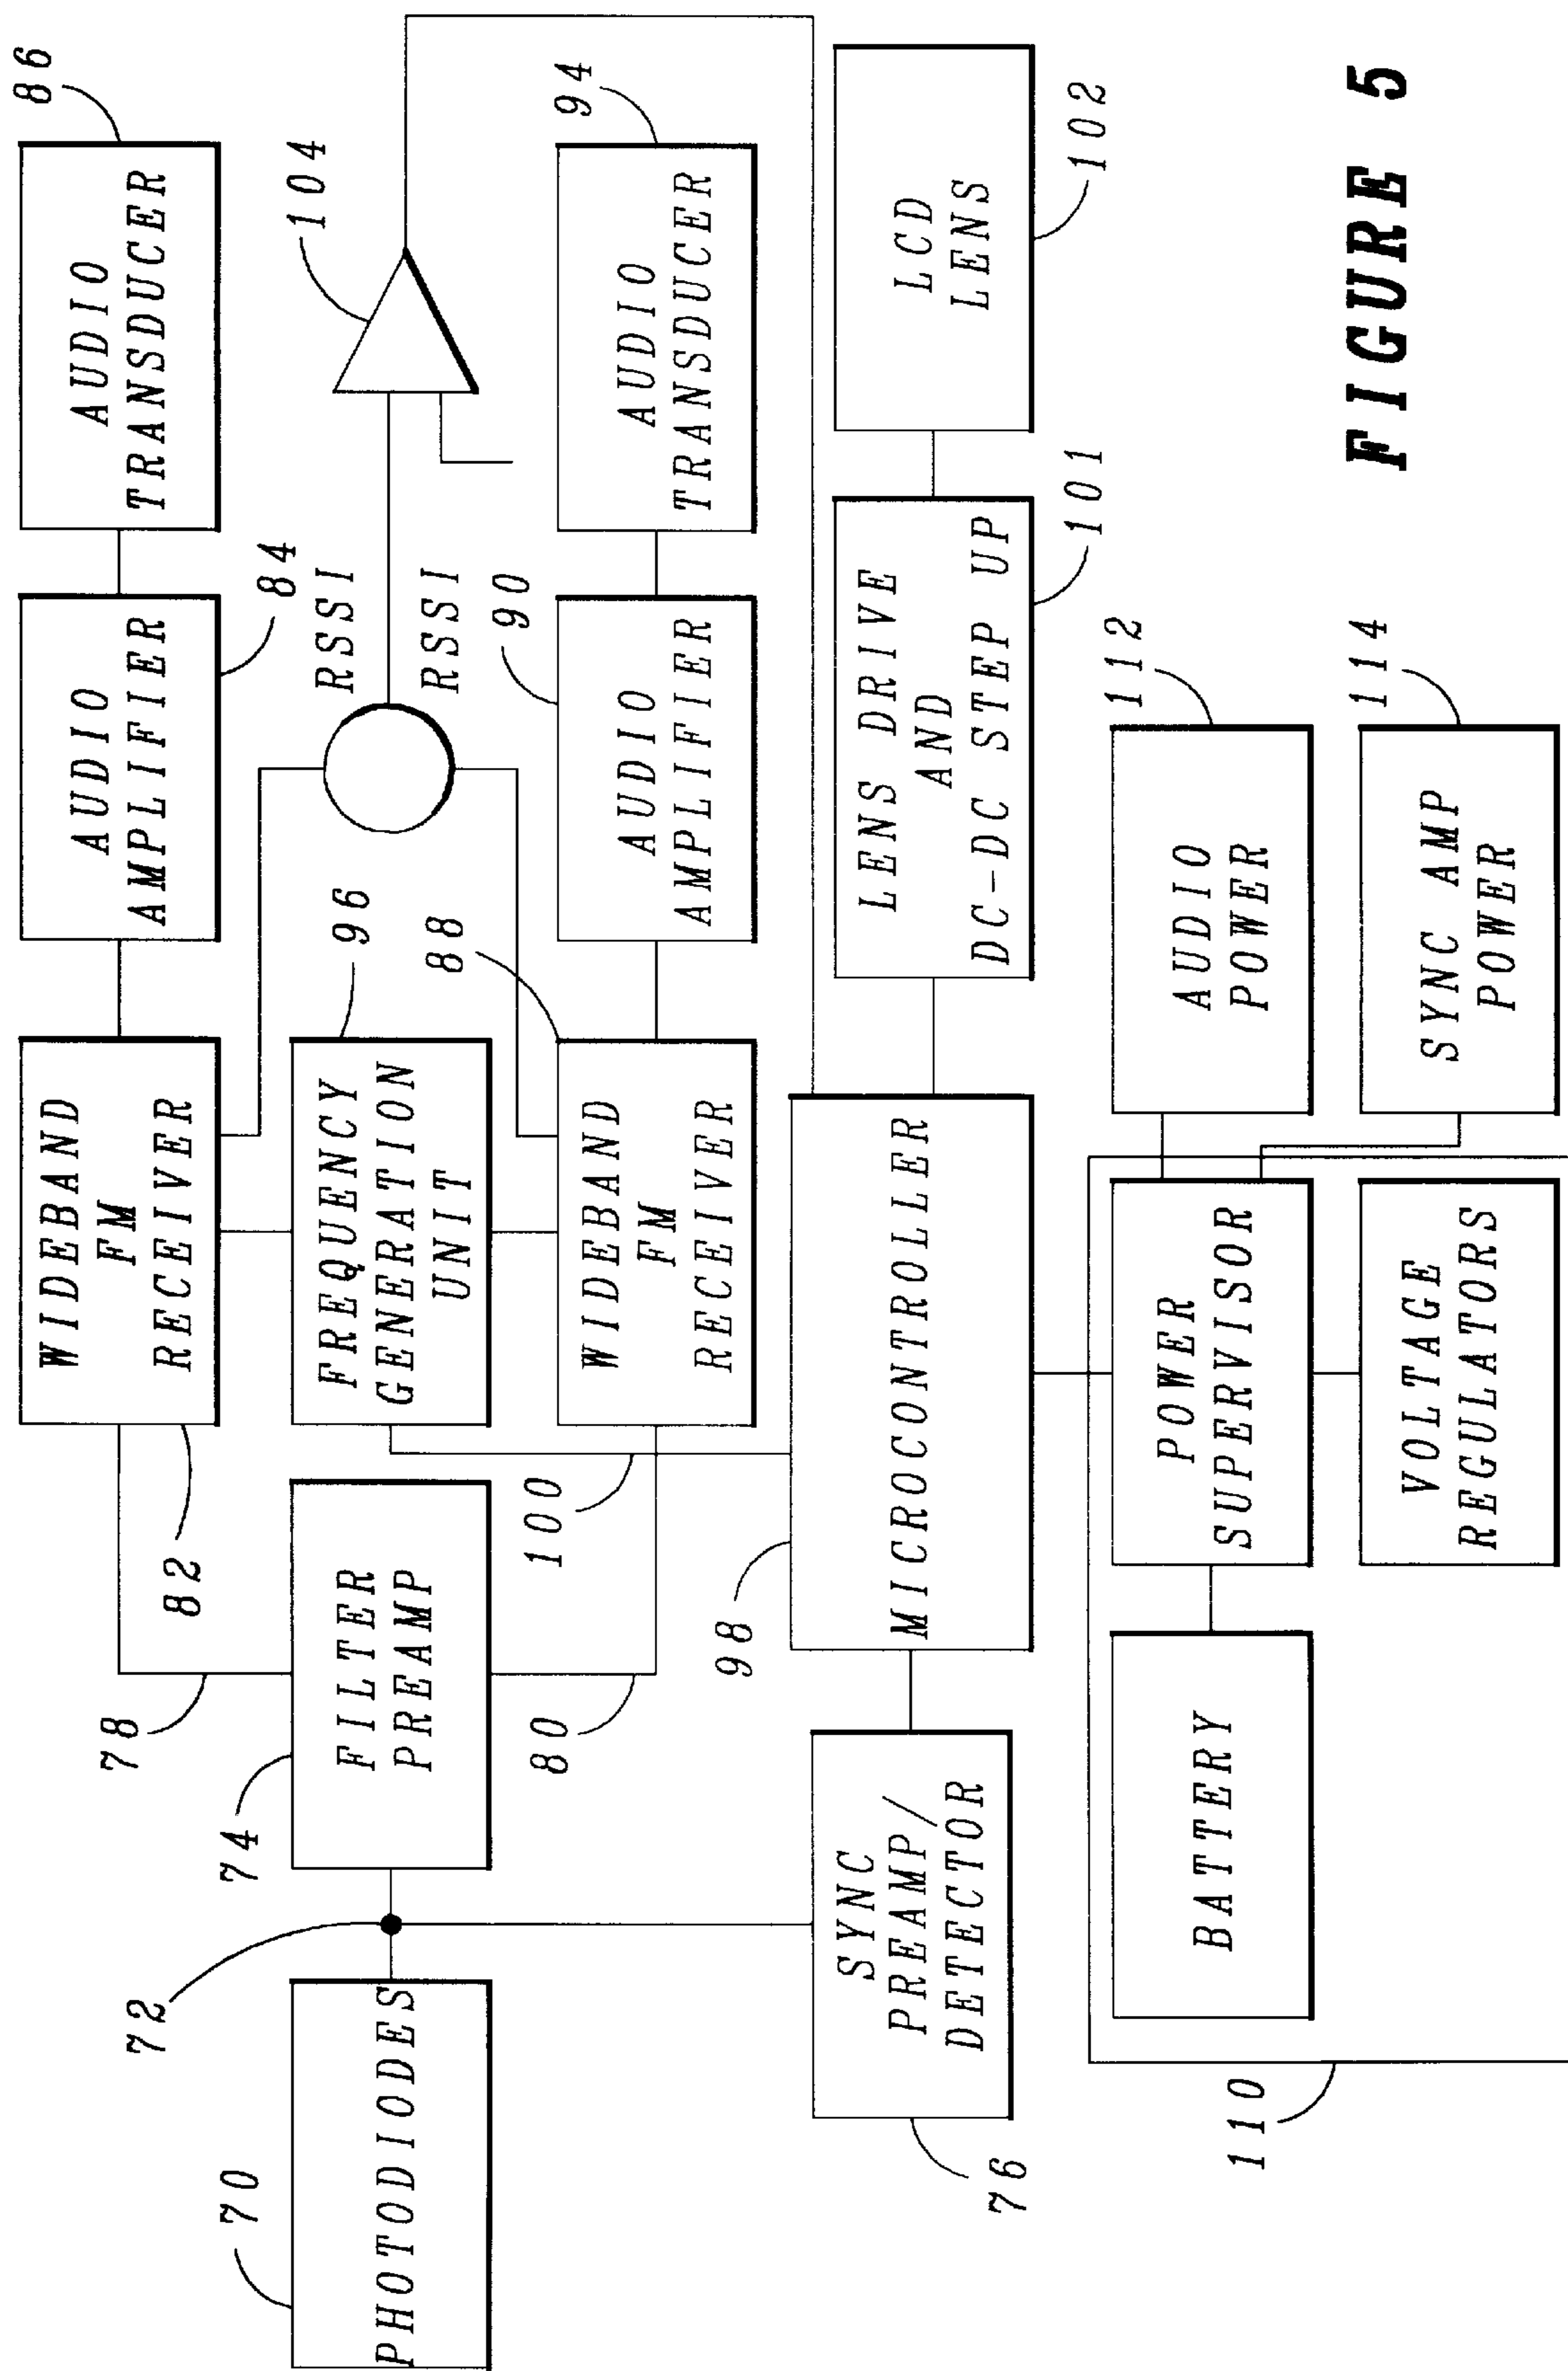 86
AUDIO
TRANSDUCER
104
94
AUDIO
TRANSDUCER
LCD
LENS
102
AUDIO
AMPLIFIER
84
RSSI
RSSI
90
AUDIO
AMPLIFIER
LENS DRIVE
AND
DC-DC STEP UP
101
WIDEBAND
FM
RECEIVER
82
96
FREQUENCY
GENERATION
UNIT
88
WIDEBAND
FM
RECEIVER
100
78
74
FILTER
PREAMP
80
98
MICROCONTROLLER
72
70
PHOTODIODES
SYNC
PREAMP/
DETECTOR
76
112
AUDIO
POWER
114
SYNC AMP
POWER
POWER
SUPERVISOR
VOLTAGE
REGULATORS
BATTERY
110
FIGURE 5